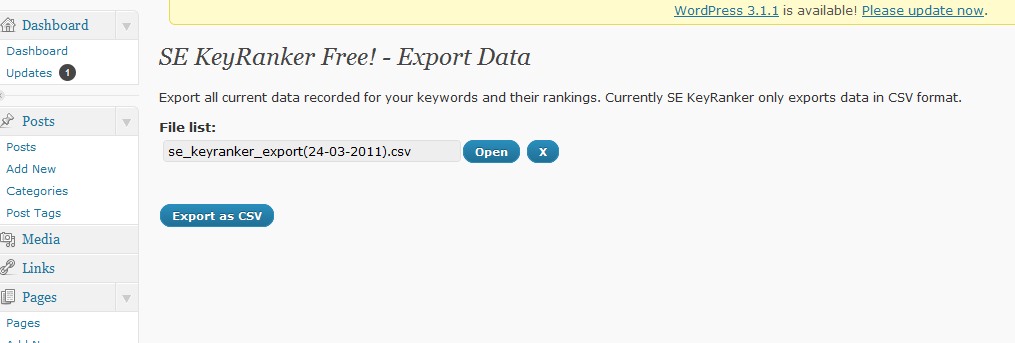 WordPress 3.1.1 is available! Please update now.
Dashboard
Dashboard
Updates 1
Posts
Posts
Add New
Categories
Post Tags
Media
Links
Pages
Pages
SE KeyRanker Free! - Export Data
Export all current data recorded for your keywords and their rankings. Currently SE KeyRanker only exports data in CSV format.
File list:
se_keyranker_export(24-03-2011).csv Open X
Export as CSV